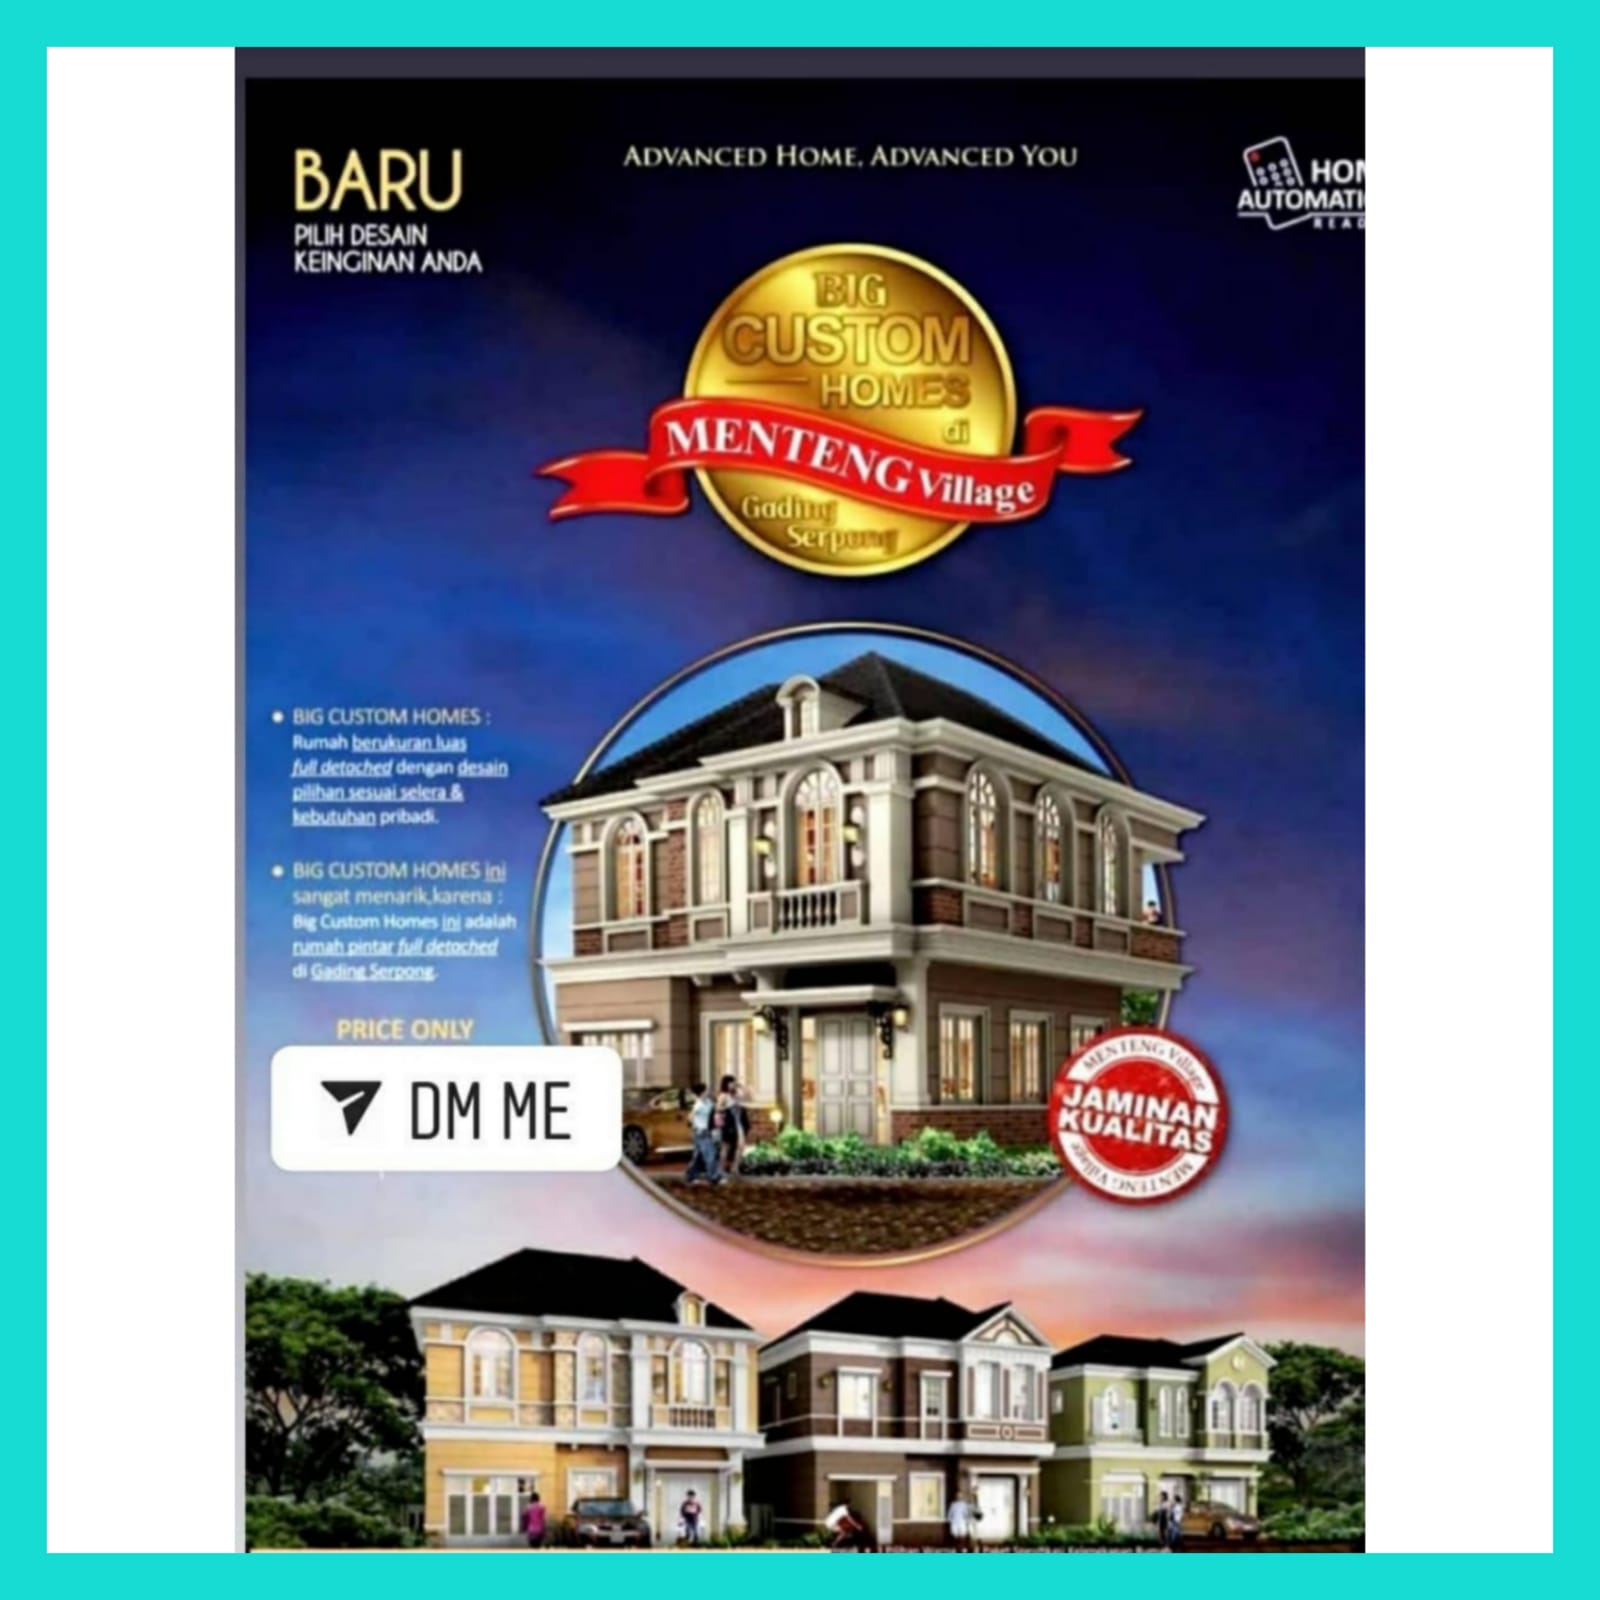 BARU
PILIH DESAIN
KEINGINAN ANDA
ADVANCED HOME, ADVANCED YOU
BIG
CUSTOM
HOMES
di
MENTENG Village
Gading
Serpong
• BIG CUSTOM HOMES :
Rumah berukuran luas
full detached dengan desain
pilihan sesuai selera &
kebutuhan pribadi.
• BIG CUSTOM HOMES ini
sangat menarik,karena :
Big Custom Homes ini adalah
rumah pintar full detached
di Gading Serpong.
PRICE ONLY
DM ME
MENTENG Village
JAMINAN
KUALITAS
MENTENG Village